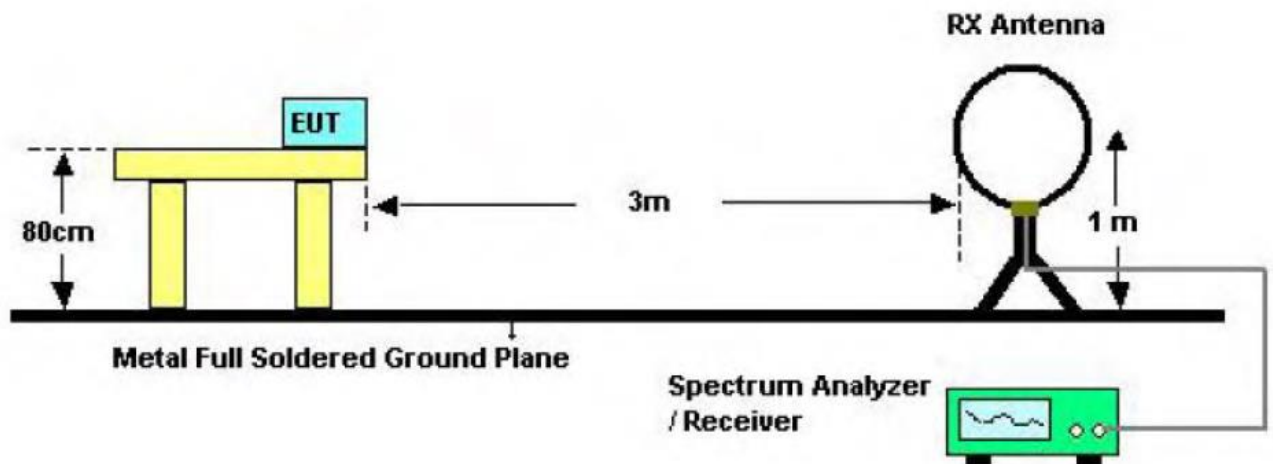 RX Antenna
EUT
3m
80cm
1 m
Metal Full Soldered Ground Plane
Spectrum Analyzer
/ Receiver